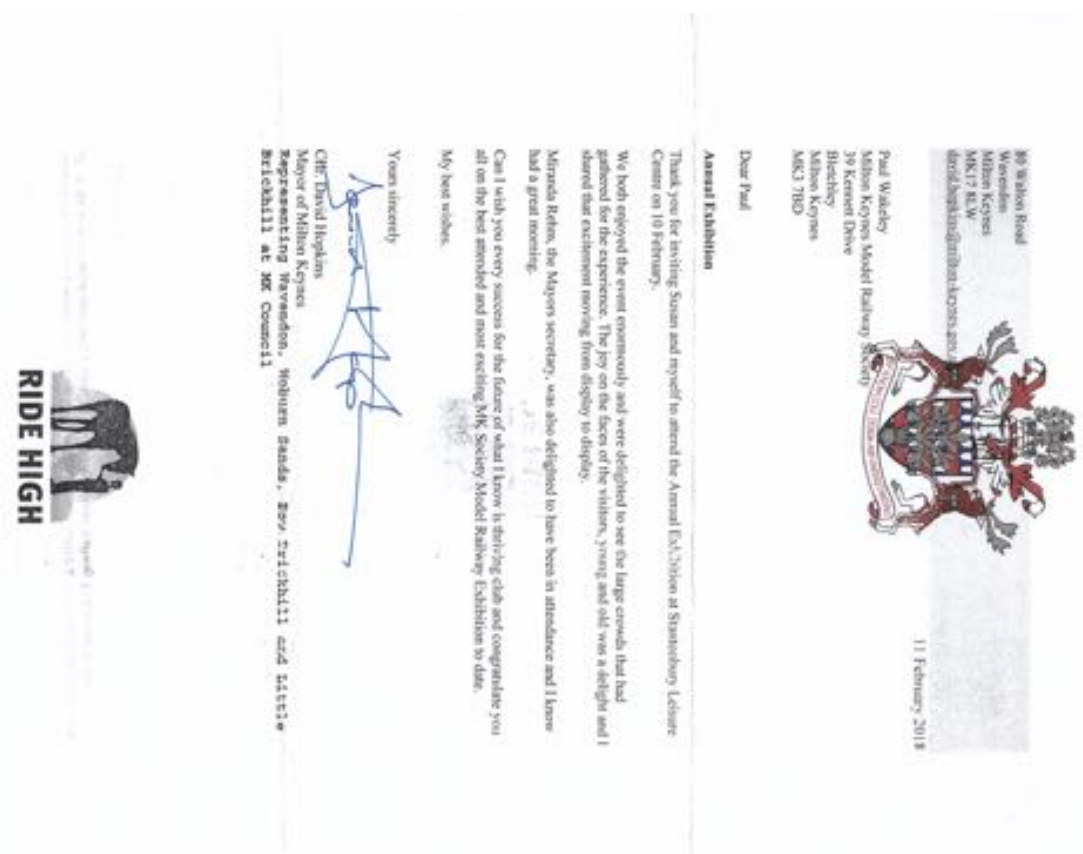 80 Walton Road
Wavendon
Milton Keynes
MK17 8LW
11 February 2018
Paul Wakeley
Milton Keynes Model Railway Society
39 Kennett Drive
Bletchley
Milton Keynes
MK3 7BD
Dear Paul
Annual Exhibition
Thank you for inviting Susan and myself to attend the Annual Exhibition at Stantonbury Leisure
Centre on 10 February.
We both enjoyed the event enormously and were delighted to see the large crowds that had
gathered for the experience. The joy on the faces of the visitors, young and old was a delight and I
shared that excitement moving from display to display.
Miranda Rehm, the Mayors secretary, was also delighted to have been in attendance and I know
had a great morning.
Can I wish you every success for the future of what I know is thriving club and congratulate you
all on the best attended and most exciting MK Society Model Railway Exhibition to date.
My best wishes.
Yours sincerely
Cllr. David Hopkins
Mayor of Milton Keynes
Representing Wavendon, Woburn Sands, Bow Brickhill and Little
Brickhill at MK Council
RIDE HIGH